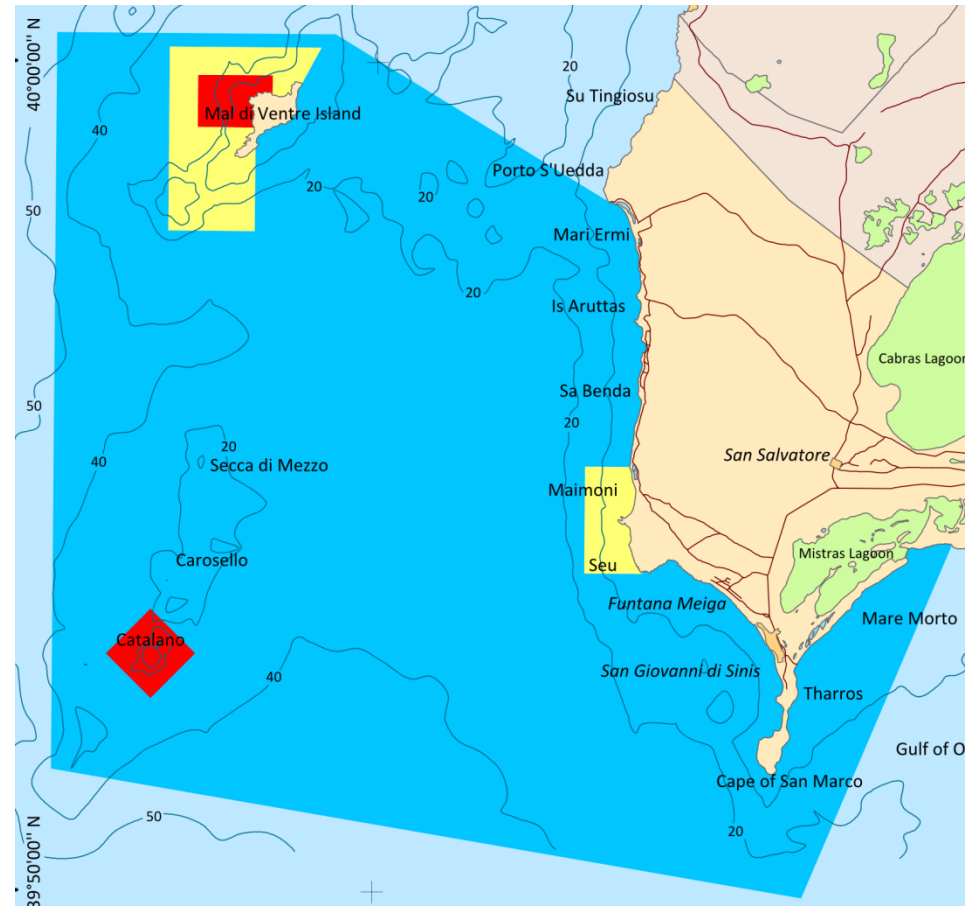 40°00'00'' N
20
Su Tingiosu
Mal di Ventre Island
40
Porto S'Uedda
20
20
50
Mari Ermi
20
Is Aruttas
Cabras Lagoon
Sa Benda
50
20
20
San Salvatore
40
Secca di Mezzo
Maimoni
Carosello
Mistras Lagoon
Seu
Funtana Meiga
Mare Morto
Catalano
San Giovanni di Sinis
40
Tharros
Gulf of O
Cape of San Marco
50
20
39°50'0.0'' N